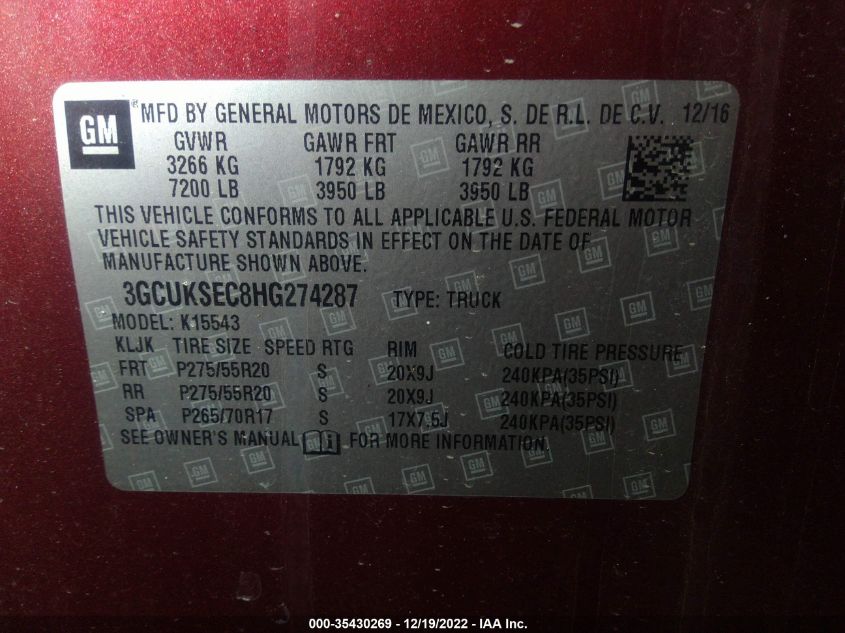 GM ® MFD BY GENERAL MOTORS DE MEXICO, S. DE R.L. DE C.V. 12/16
GVWR GAWR FRT GAWR RR
3266 KG 1792 KG 1792 KG
7200 LB 3950 LB 3950 LB
THIS VEHICLE CONFORMS TO ALL APPLICABLE U.S. FEDERAL MOTOR
VEHICLE SAFETY STANDARDS IN EFFECT ON THE DATE OF
MANUFACTURE SHOWN ABOVE.
3GCUKSEC8HG274287 TYPE: TRUCK
MODEL: K15543
KLJK TIRE SIZE SPEED RTG RIM COLD TIRE PRESSURE
FRT P275/55R20 S 20X9J 240KPA(35PSI)
RR P275/55R20 S 20X9J 240KPA(35PSI)
SPA P265/70R17 S 17X7.5J 240KPA(35PSI)
SEE OWNER'S MANUAL FOR MORE INFORMATION.
000-35430269 - 12/19/2022 - IAA Inc.